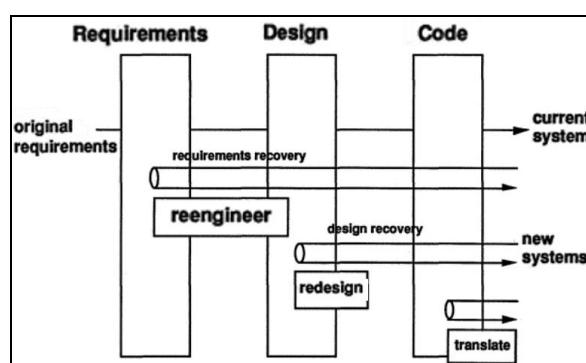 Requirements Design Code
original
requirements
current
system
requirements recovery
reengineer
design recovery
new
systems
redesign
translate